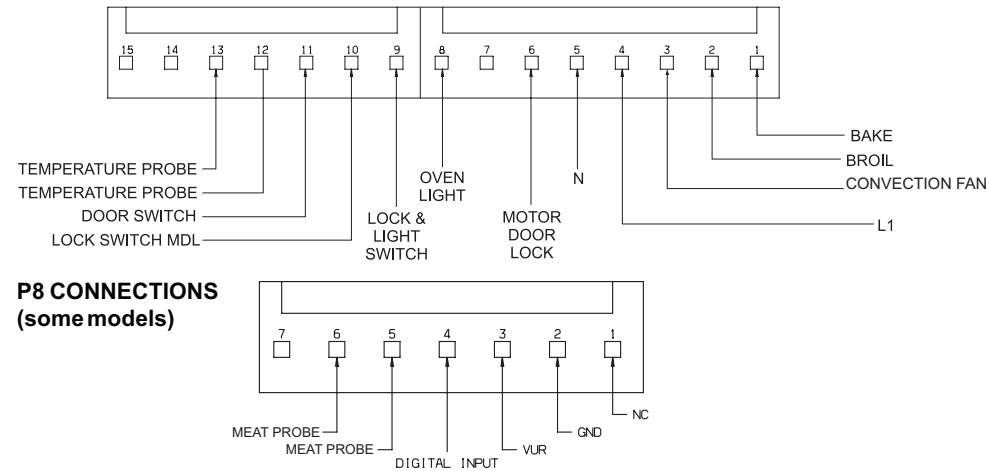 15 14 13 12 11 10 9 8 7 6 5 4 3 2 1
BAKE
BROIL
CONVECTION FAN
L1
TEMPERATURE PROBE
TEMPERATURE PROBE
DOOR SWITCH
LOCK SWITCH MDL
LOCK &
LIGHT
SWITCH
OVEN
LIGHT
MOTOR
DOOR
LOCK
N
P8 CONNECTIONS
(some models)
7 6 5 4 3 2 1
MEAT PROBE
MEAT PROBE
DIGITAL INPUT
VUR
GND
NC